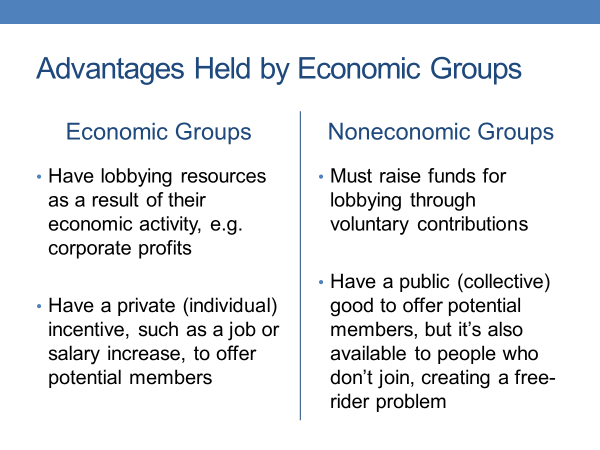 Advantages Held by Economic Groups
Economic Groups
• Have lobbying resources
as a result of their
economic activity, e.g.
corporate profits
• Have a private (individual)
incentive, such as a job or
salary increase, to offer
potential members
Noneconomic Groups
• Must raise funds for
lobbying through
voluntary contributions
• Have a public (collective)
good to offer potential
members, but it’s also
available to people who
don’t join, creating a free-
rider problem